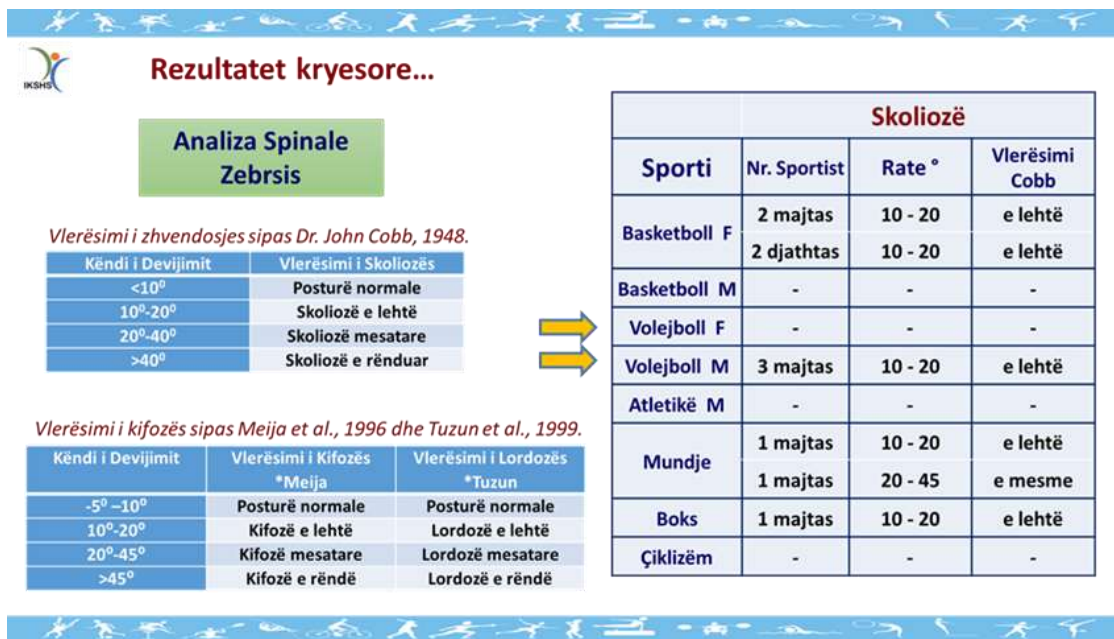 IKSHS
Rezultatet kryesore...
Analiza Spinale
Zebrsis
Vlerësimi i zhvendosjes sipas Dr. John Cobb, 1948.
Këndi i Devijimit Vlerësimi i Skoliozës
<10⁰ Posturë normale
10⁰-20⁰ Skoliozë e lehtë
20⁰-40⁰ Skoliozë mesatare
>40⁰ Skoliozë e rënduar
Vlerësimi i kifozës sipas Meija et al., 1996 dhe Tuzun et al., 1999.
Këndi i Devijimit Vlerësimi i Kifozës Vlerësimi i Lordozës
*Meija *Tuzun
-5⁰ –10⁰ Posturë normale Posturë normale
10⁰-20⁰ Kifozë e lehtë Lordozë e lehtë
20⁰-45⁰ Kifozë mesatare Lordozë mesatare
>45⁰ Kifozë e rëndë Lordozë e rëndë
Skoliozë
Sporti Nr. Sportist Rate ° Vlerësimi
Cobb
Basketboll F 2 majtas 10 - 20 e lehtë
2 djathtas 10 - 20 e lehtë
Basketboll M - - -
Volejboll F - - -
Volejboll M 3 majtas 10 - 20 e lehtë
Atletikë M - - -
Mundje 1 majtas 10 - 20 e lehtë
1 majtas 20 - 45 e mesme
Boks 1 majtas 10 - 20 e lehtë
Çiklizëm - - -